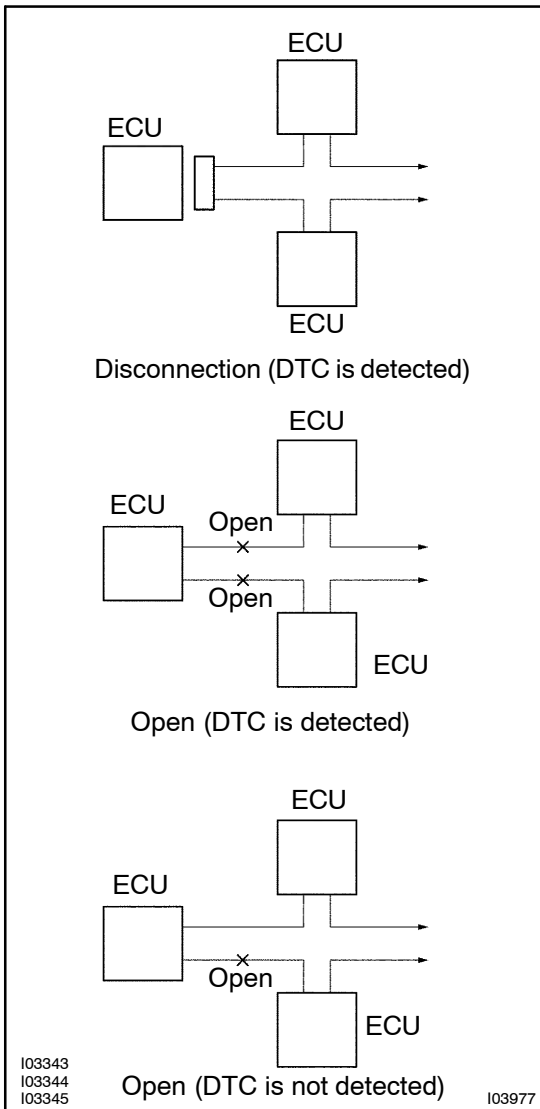 ECU
ECU
ECU
Disconnection (DTC is detected)
ECU
ECU
Open
Open
ECU
Open (DTC is detected)
ECU
ECU
Open
ECU
I03343
I03344
I03345
Open (DTC is not detected)
I03977